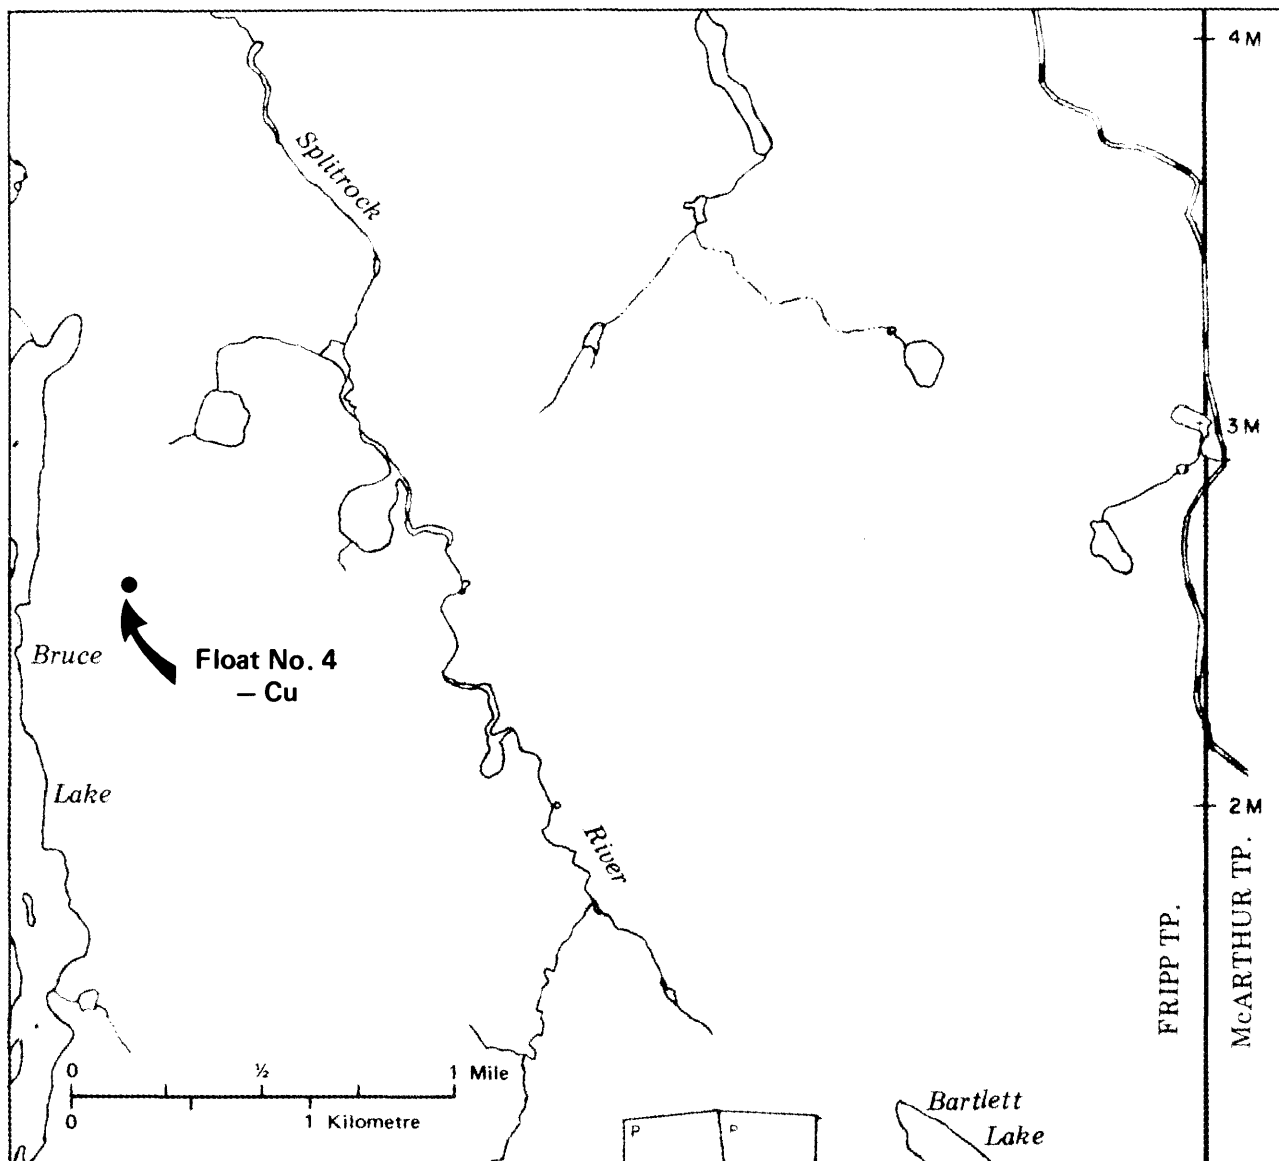 4 M
Splitrock
3 M
Bruce
Float No. 4
— Cu
Lake
2 M
River
FRIPP TP.
McARTHUR TP.
0 ½ 1 Mile
0 1 Kilometre
P P
Bartlett
Lake